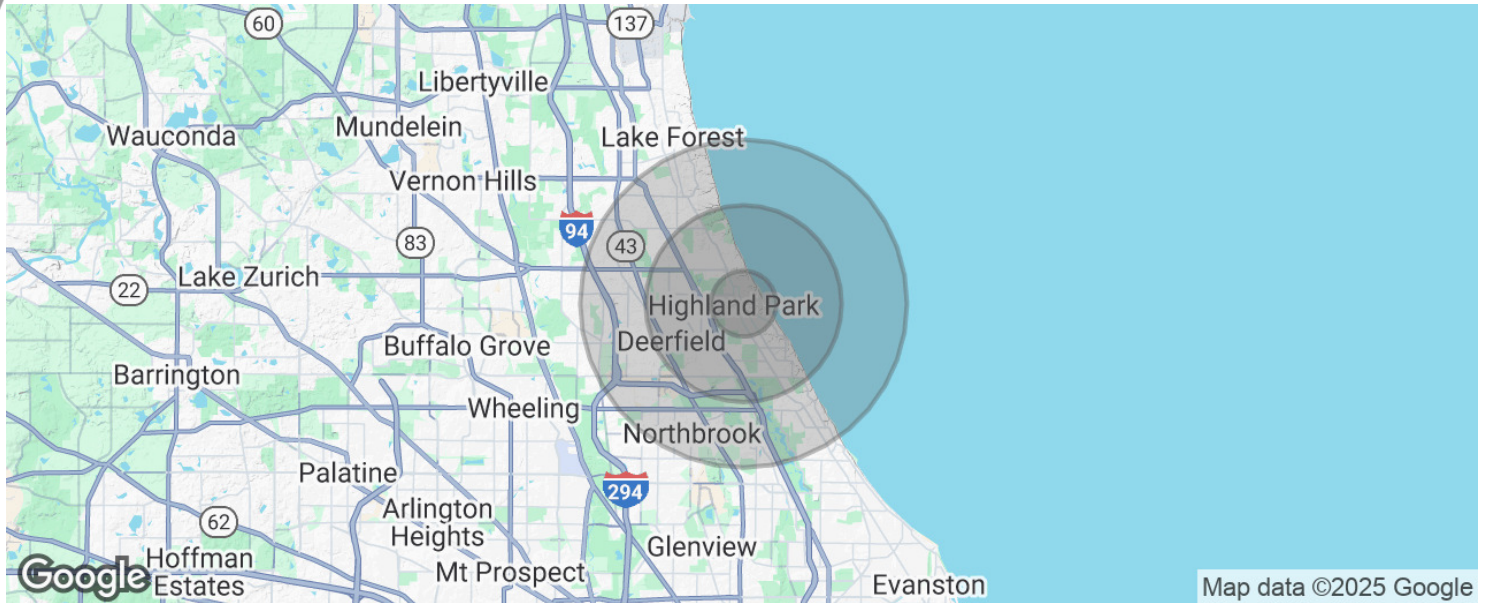 60
137
Libertyville
Wauconda
Mundelein
Lake Forest
Vernon Hills
94
83
43
Lake Zurich
22
Highland Park
Deerfield
Buffalo Grove
Barrington
Wheeling
Northbrook
Palatine
294
Arlington
Heights
62
Glenview
Hoffman
Estates
Mt Prospect
Evanston
Google
Map data ©2025 Google